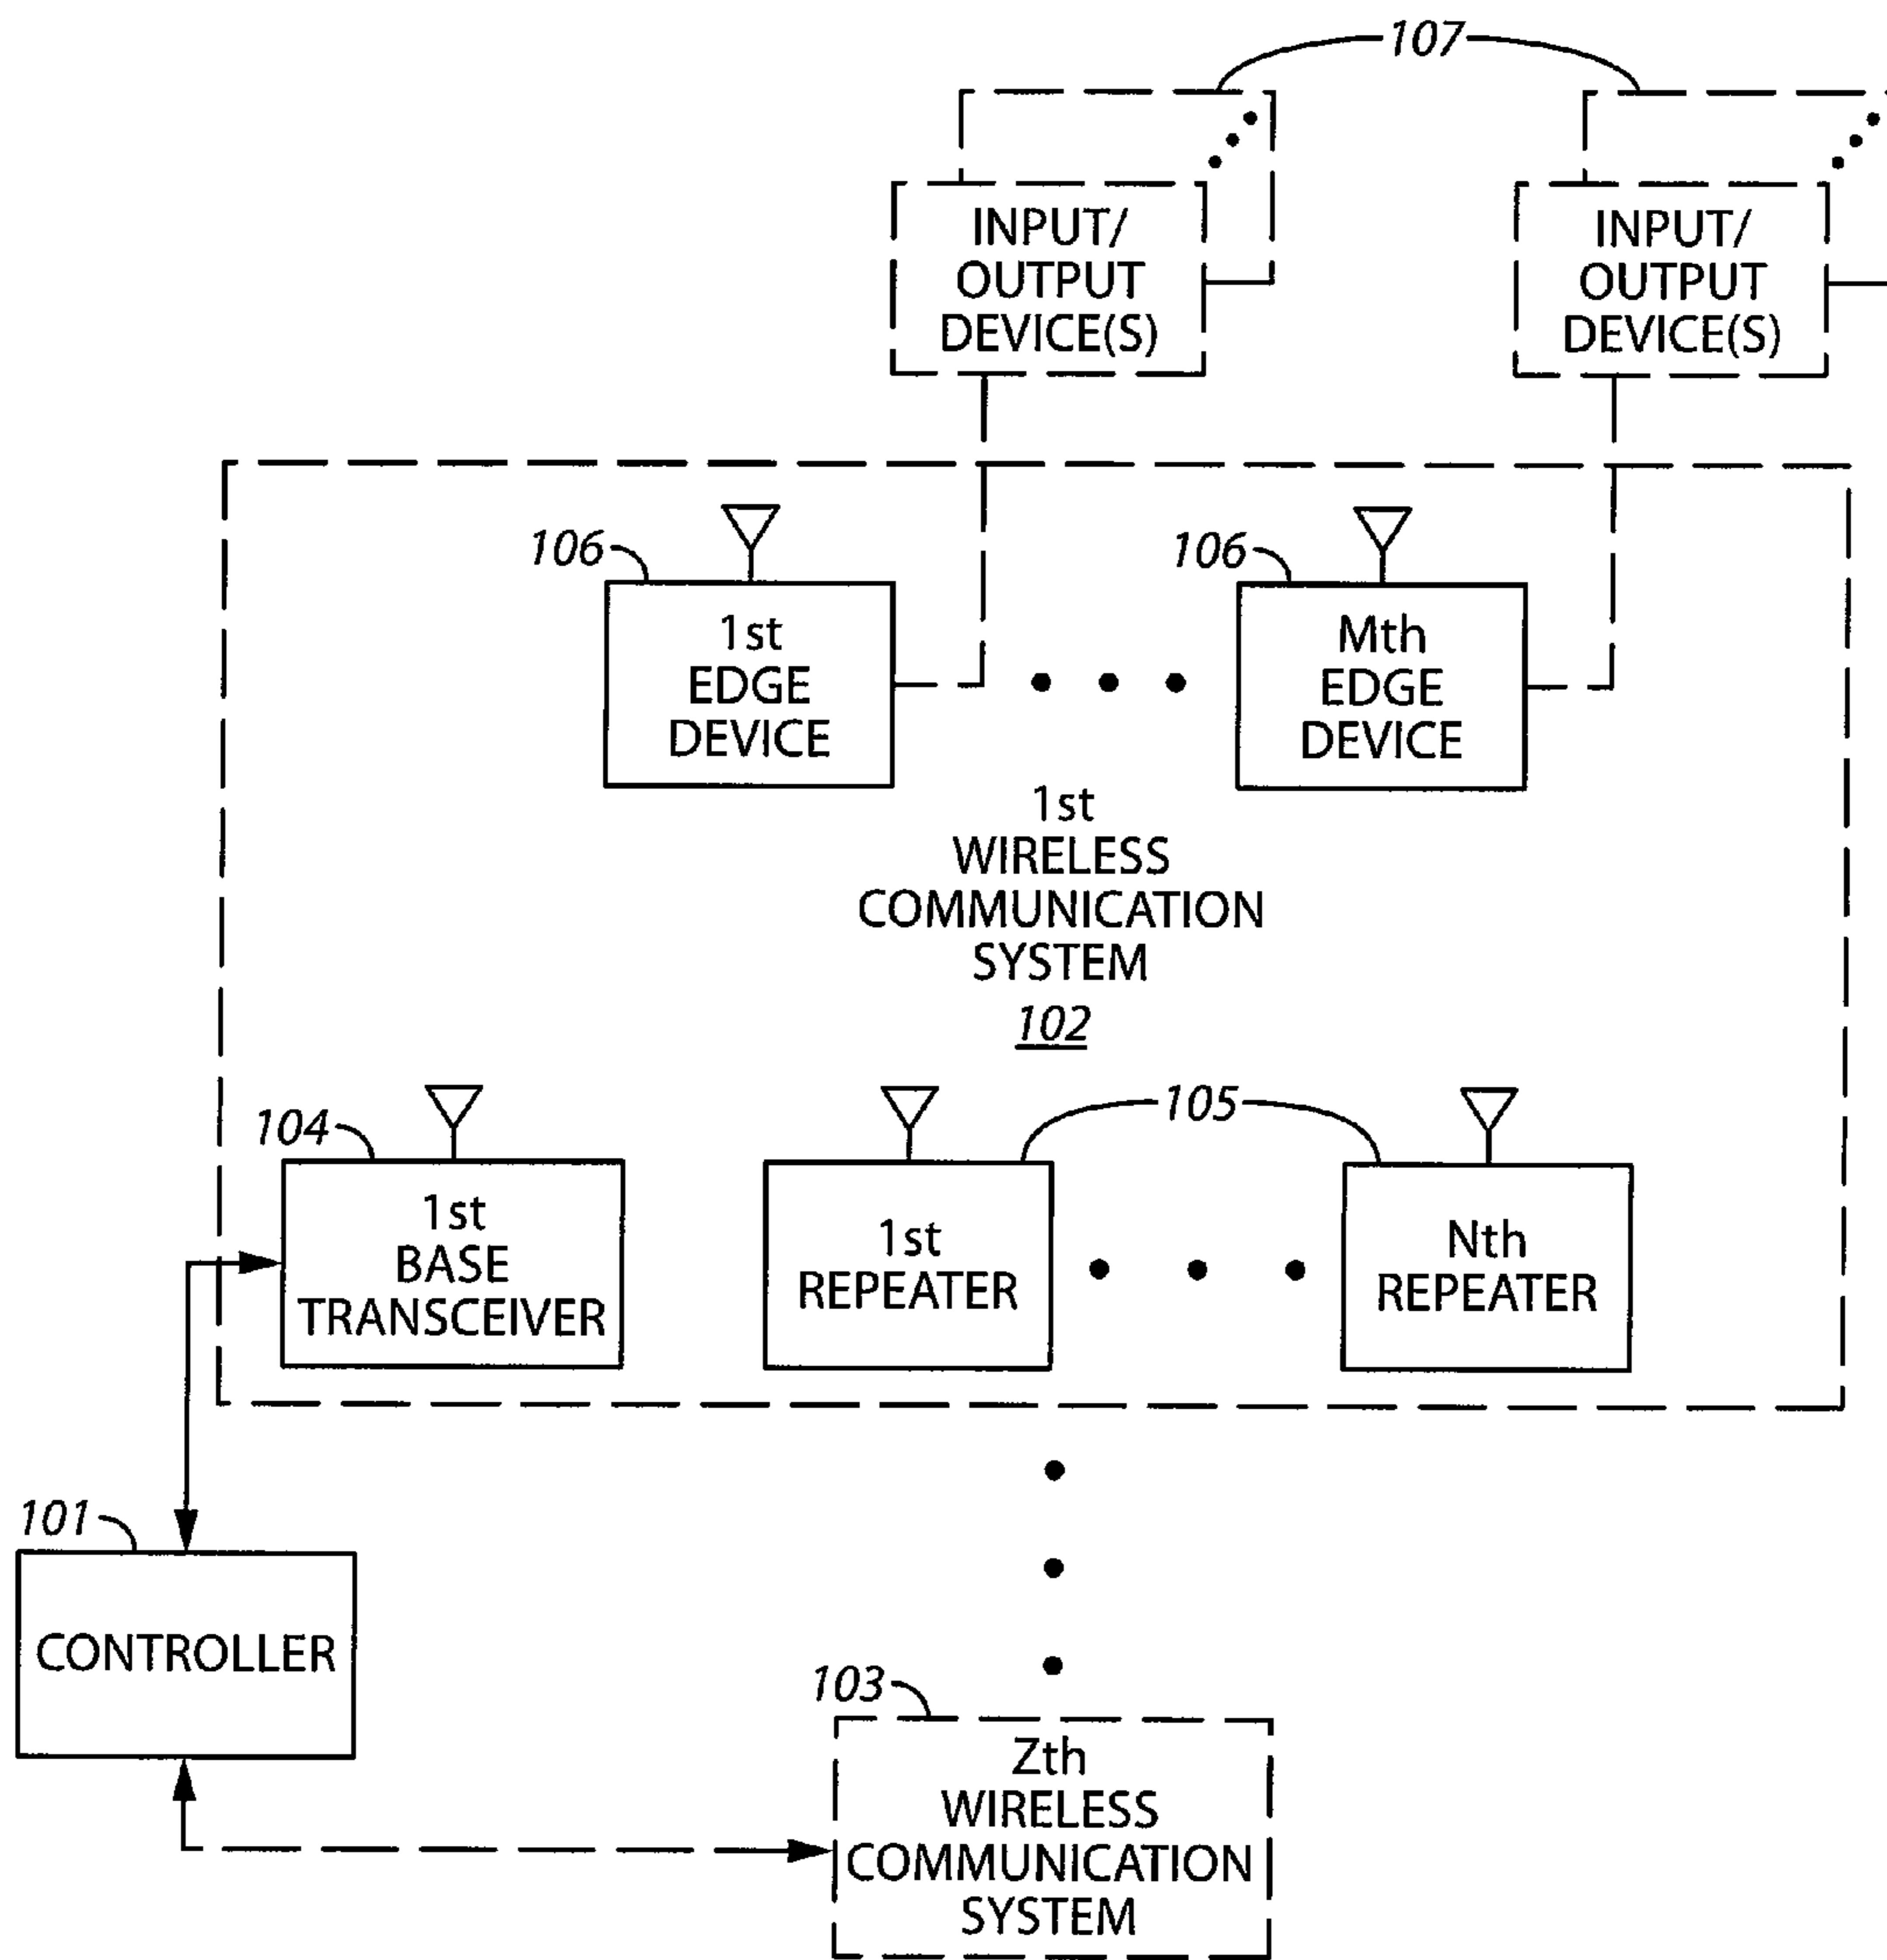 107
INPUT/
OUTPUT
DEVICE(S)
INPUT/
OUTPUT
DEVICE(S)
106
1st
EDGE
DEVICE
106
Mth
EDGE
DEVICE
1st
WIRELESS
COMMUNICATION
SYSTEM
102
104
1st
BASE
TRANSCEIVER
105
1st
REPEATER
Nth
REPEATER
101
CONTROLLER
103
Zth
WIRELESS
COMMUNICATION
SYSTEM